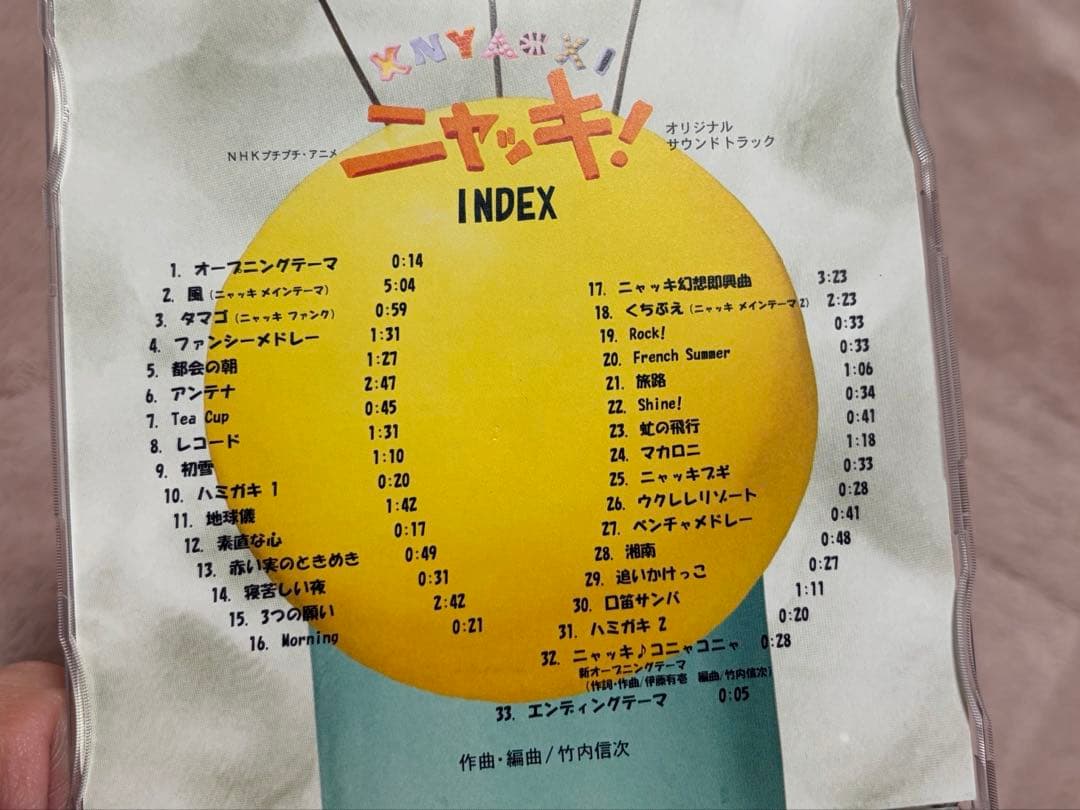 KNYACKI
NHKプチプチ・アニメ
ニャッキ!
オリジナル
サウンドトラック
INDEX
1. オープニングテーマ 0:14
2. 風(ニャッキ メインテーマ) 5:04
3. タマゴ(ニャッキ ファンク) 0:59
4. ファンシーメドレー 1:31
5. 都会の朝 1:27
6. アンテナ 2:47
7. Tea Cup 0:45
8. レコード 1:31
9. 初雪 1:10
10. ハミガキ 1 0:20
11. 地球儀 1:42
12. 素直な心 0:17
13. 赤い実のときめき 0:49
14. 寝苦しい夜 0:31
15. 3つの願い 2:42
16. Morning 0:21
17. ニャッキ幻想即興曲 3:23
18. くちぶえ(ニャッキ メインテーマ 2) 2:23
19. Rock! 0:33
20. French Summer 0:33
21. 旅路 1:06
22. Shine! 0:34
23. 虹の飛行 0:41
24. マカロニ 1:18
25. ニャッキブギ 0:33
26. ウクレレリゾート 0:28
27. ベンチャメドレー 0:41
28. 湘南 0:48
29. 追いかけっこ 0:27
30. 口笛サンバ 1:11
31. ハミガキ 2 0:20
32. ニャッキ♪コニャコニャ 0:28
新オープニングテーマ
(作詞・作曲/伊藤有壱 編曲/竹内信次)
33. エンディングテーマ 0:05
作曲・編曲/竹内信次